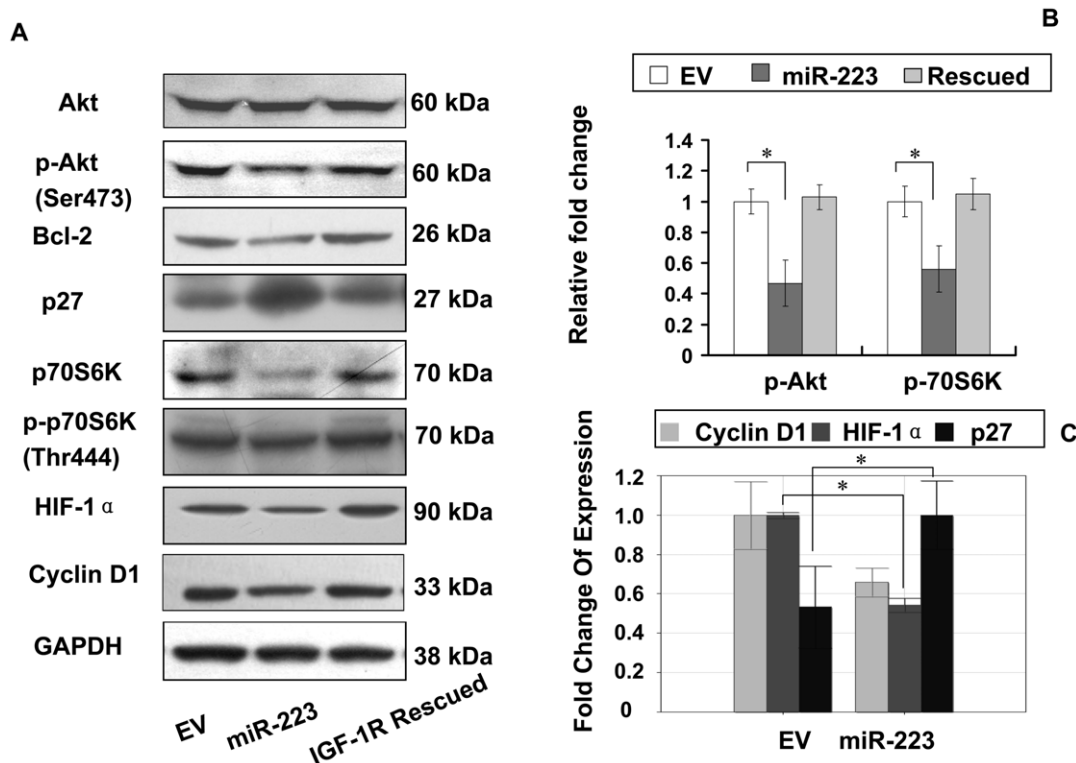 A
Akt
60 kDa
p-Akt
(Ser473)
60 kDa
Bcl-2
26 kDa
p27
27 kDa
p70S6K
70 kDa
p-p70S6K
(Thr444)
70 kDa
HIF-1 α
90 kDa
Cyclin D1
33 kDa
GAPDH
38 kDa
EV
miR-223
IGF-1R Rescued
B
EV miR-223 Rescued
Relative fold change
1.4
1.2
1
0.8
0.6
0.4
0.2
0
*
*
p-Akt p-70S6K
C
Cyclin D1 HIF-1 α p27
Fold Change Of Expression
1.2
1.0
0.8
0.6
0.4
0.2
0
*
*
EV miR-223